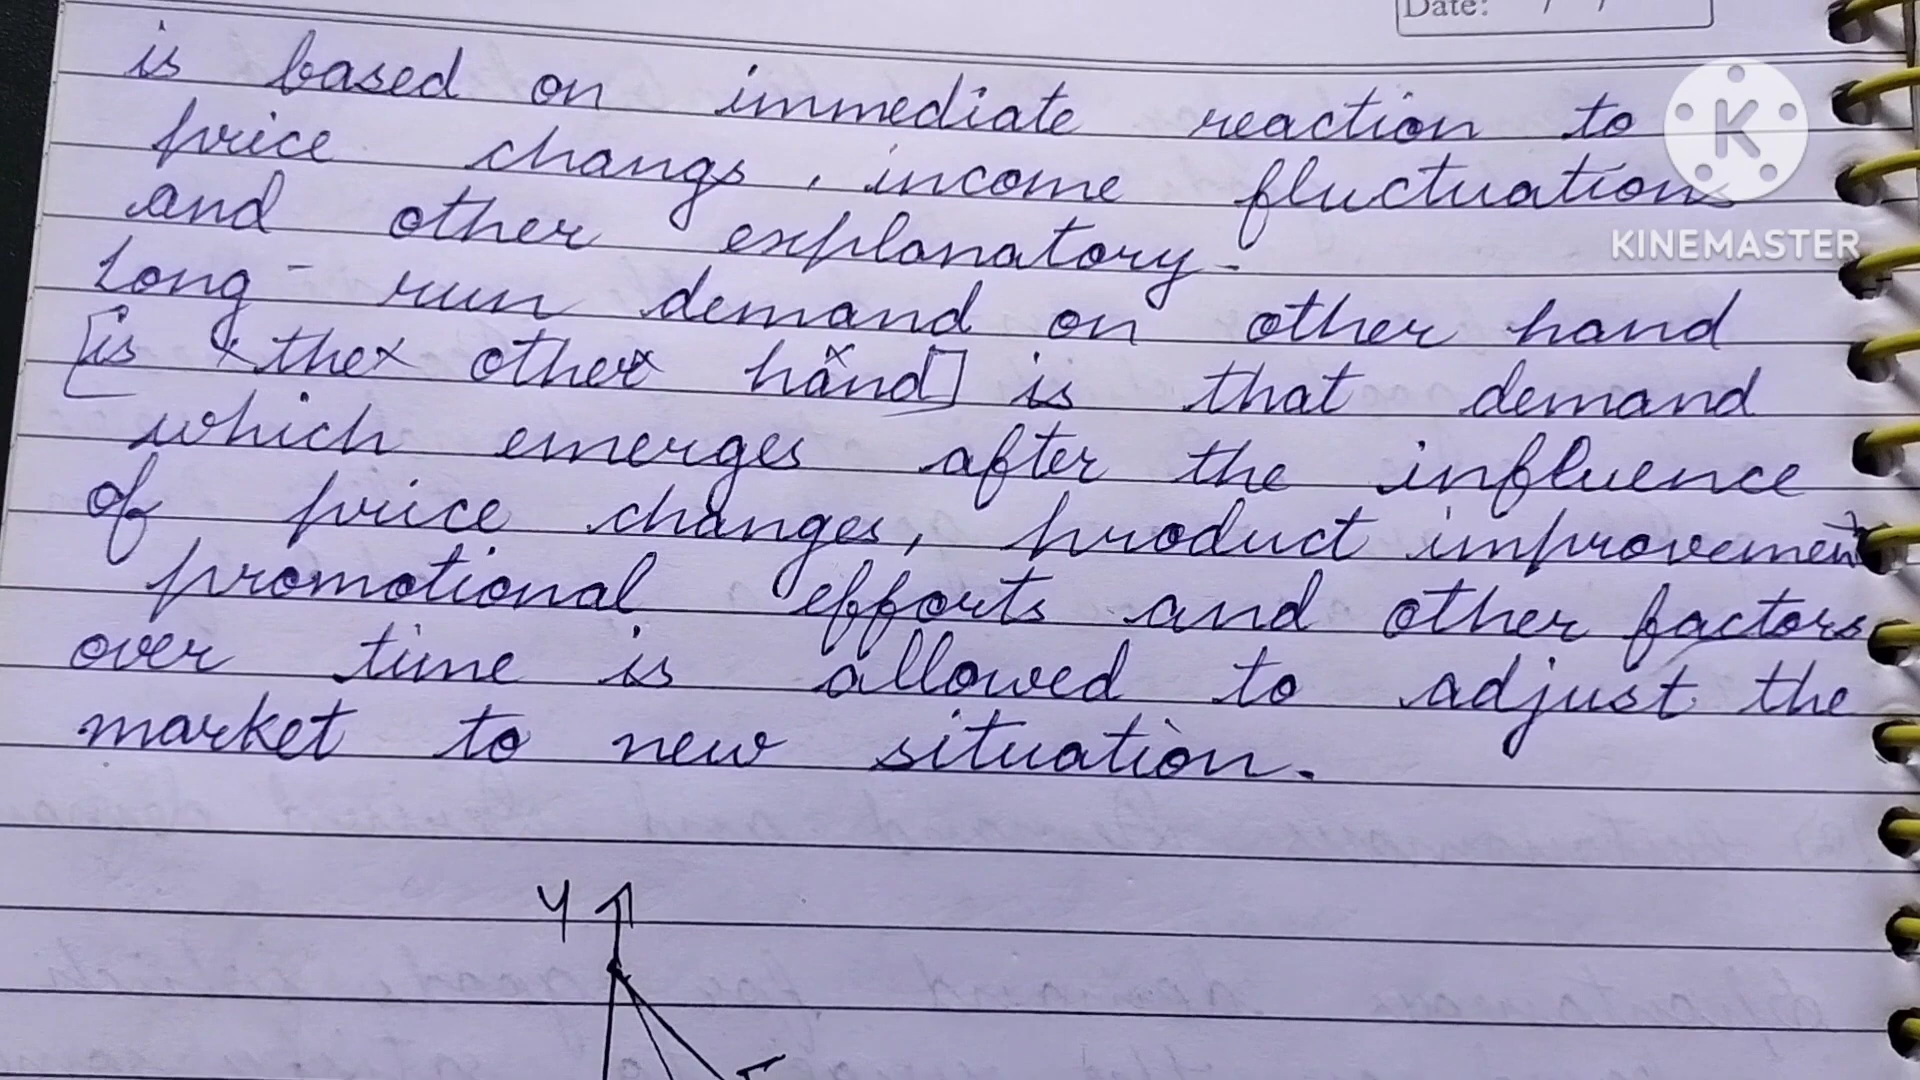 Date: / /
is based on immediate reaction to
price changs, income fluctuations
and other explanatory.
Long - run demand on other hand
[is the other hand] is that demand
which emerges after the influence
of price changes, product improvement
promotional efforts and other factors
over time is allowed to adjust the
market to new situation.
Y
K
KINEMASTER